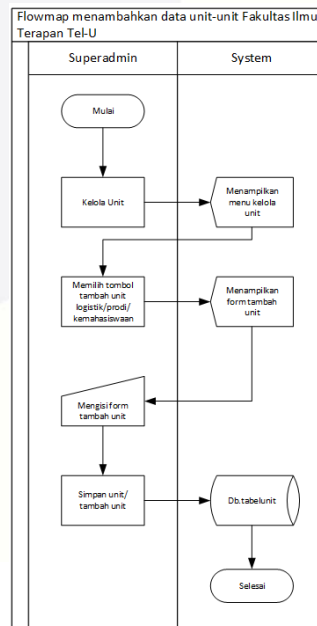 Flowmap menambahkan data unit-unit Fakultas Ilmu
Terapan Tel-U
Superadmin
System
Mulai
Kelola Unit
Menampilkan
menu kelola
unit
Memilih tombol
tambah unit
logistik/prodi/
kemahasiswaan
Menampilkan
form tambah
unit
Mengisi form
tambah unit
Simpan unit/
tambah unit
Db.tabelunit
Selesai